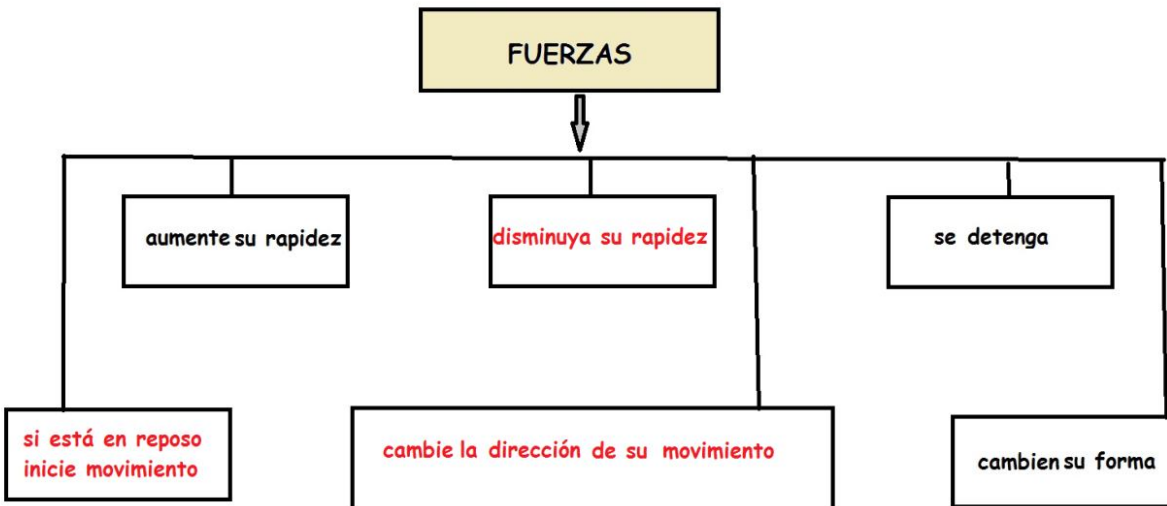 FUERZAS
aumente su rapidez
disminuya su rapidez
se detenga
si está en reposo
inicie movimiento
cambie la dirección de su movimiento
cambien su forma